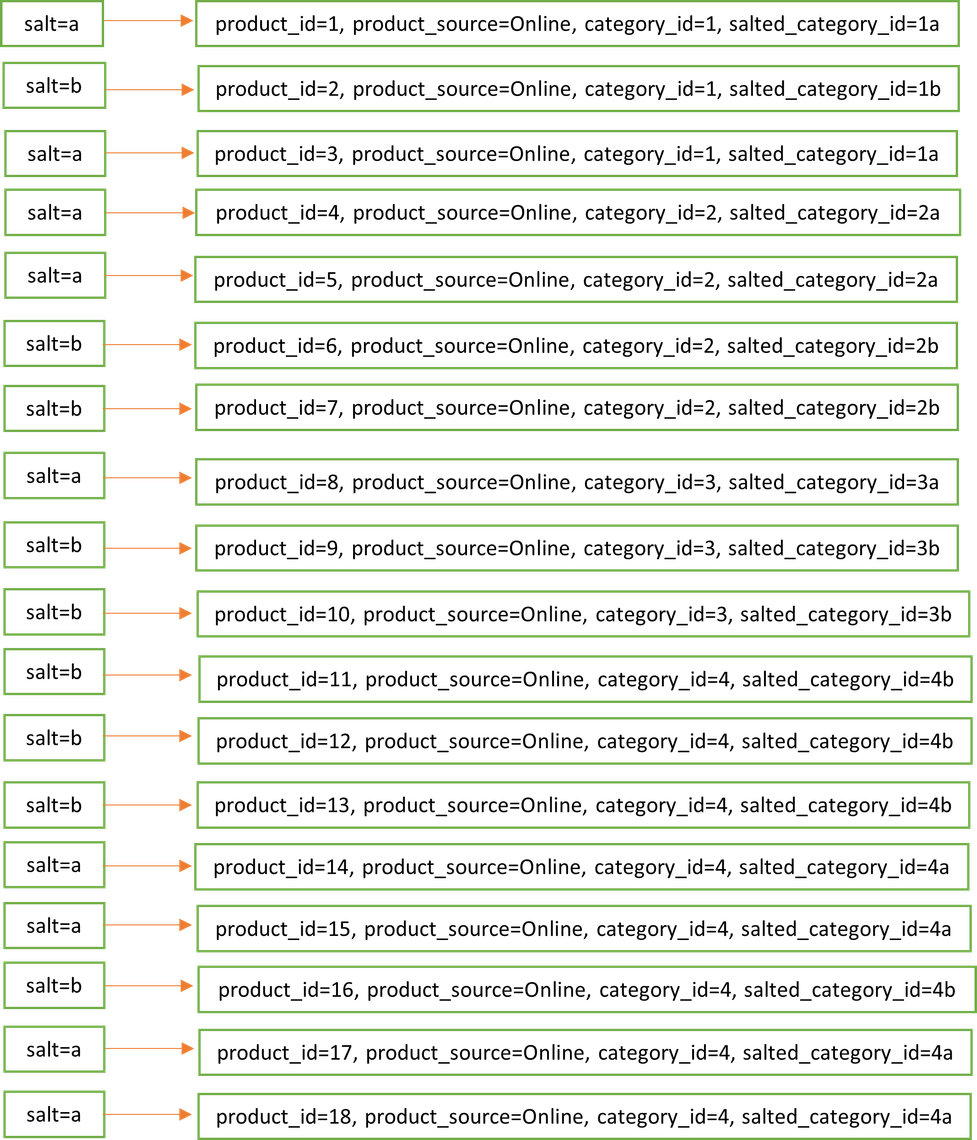 salt=a product_id=1, product_source=Online, category_id=1, salted_category_id=1a
salt=b product_id=2, product_source=Online, category_id=1, salted_category_id=1b
salt=a product_id=3, product_source=Online, category_id=1, salted_category_id=1a
salt=a product_id=4, product_source=Online, category_id=2, salted_category_id=2a
salt=a product_id=5, product_source=Online, category_id=2, salted_category_id=2a
salt=b product_id=6, product_source=Online, category_id=2, salted_category_id=2b
salt=b product_id=7, product_source=Online, category_id=2, salted_category_id=2b
salt=a product_id=8, product_source=Online, category_id=3, salted_category_id=3a
salt=b product_id=9, product_source=Online, category_id=3, salted_category_id=3b
salt=b product_id=10, product_source=Online, category_id=3, salted_category_id=3b
salt=b product_id=11, product_source=Online, category_id=4, salted_category_id=4b
salt=b product_id=12, product_source=Online, category_id=4, salted_category_id=4b
salt=b product_id=13, product_source=Online, category_id=4, salted_category_id=4b
salt=a product_id=14, product_source=Online, category_id=4, salted_category_id=4a
salt=a product_id=15, product_source=Online, category_id=4, salted_category_id=4a
salt=b product_id=16, product_source=Online, category_id=4, salted_category_id=4b
salt=a product_id=17, product_source=Online, category_id=4, salted_category_id=4a
salt=a product_id=18, product_source=Online, category_id=4, salted_category_id=4a